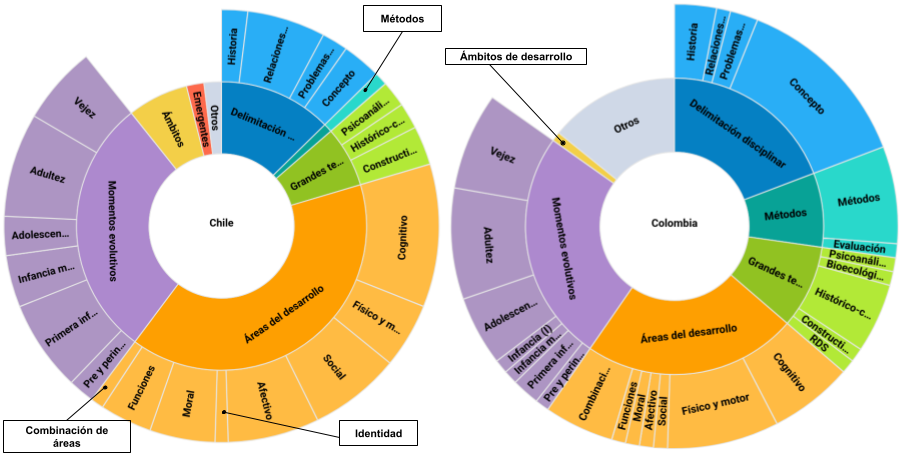 Métodos
Historia
Relaciones...
Problemas...
Concepto
Delimitación ...
Psicoanáli...
Histórico-c...
Constructi...
Grandes te...
Cognitivo
Físico y m...
Social
Afectivo
Identidad
Moral
Funciones
Combinación de
áreas
Áreas del desarrollo
Pre y perin...
Primera inf...
Infancia m...
Adolescen...
Adultez
Vejez
Momentos evolutivos
Ámbitos
Emergentes
Otros
Chile
Ámbitos de desarrollo
Historia
Relaciones...
Problemas...
Concepto
Delimitación disciplinar
Métodos
Métodos
Evaluación
Psicoanáli...
Bioecológi...
Histórico-c...
Constructi...
RDS
Grandes te...
Cognitivo
Físico y motor
Social
Afectivo
Moral
Funciones
Combinaci...
Áreas del desarrollo
Pre y perin...
Primera inf...
Infancia m...
Infancia (I)
Adolescen...
Adultez
Vejez
Momentos evolutivos
Otros
Colombia